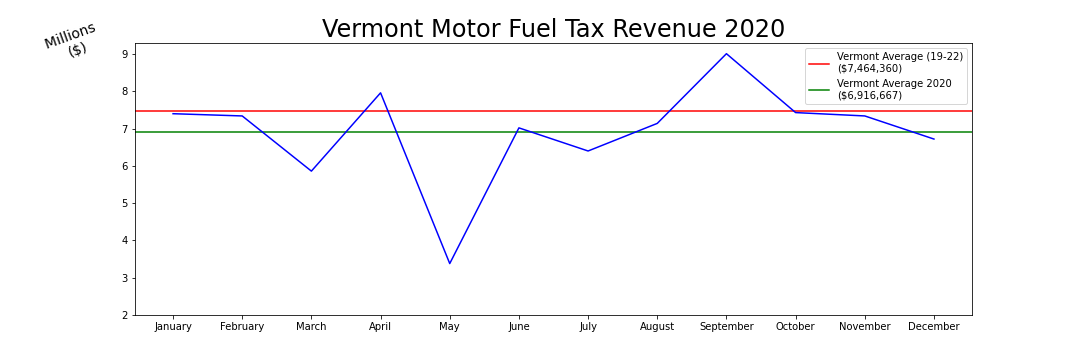 Vermont Motor Fuel Tax Revenue 2020
Millions
($)
9
8
7
6
5
4
3
2
Vermont Average (19-22)
($7,464,360)
Vermont Average 2020
($6,916,667)
January February March April May June July August September October November December